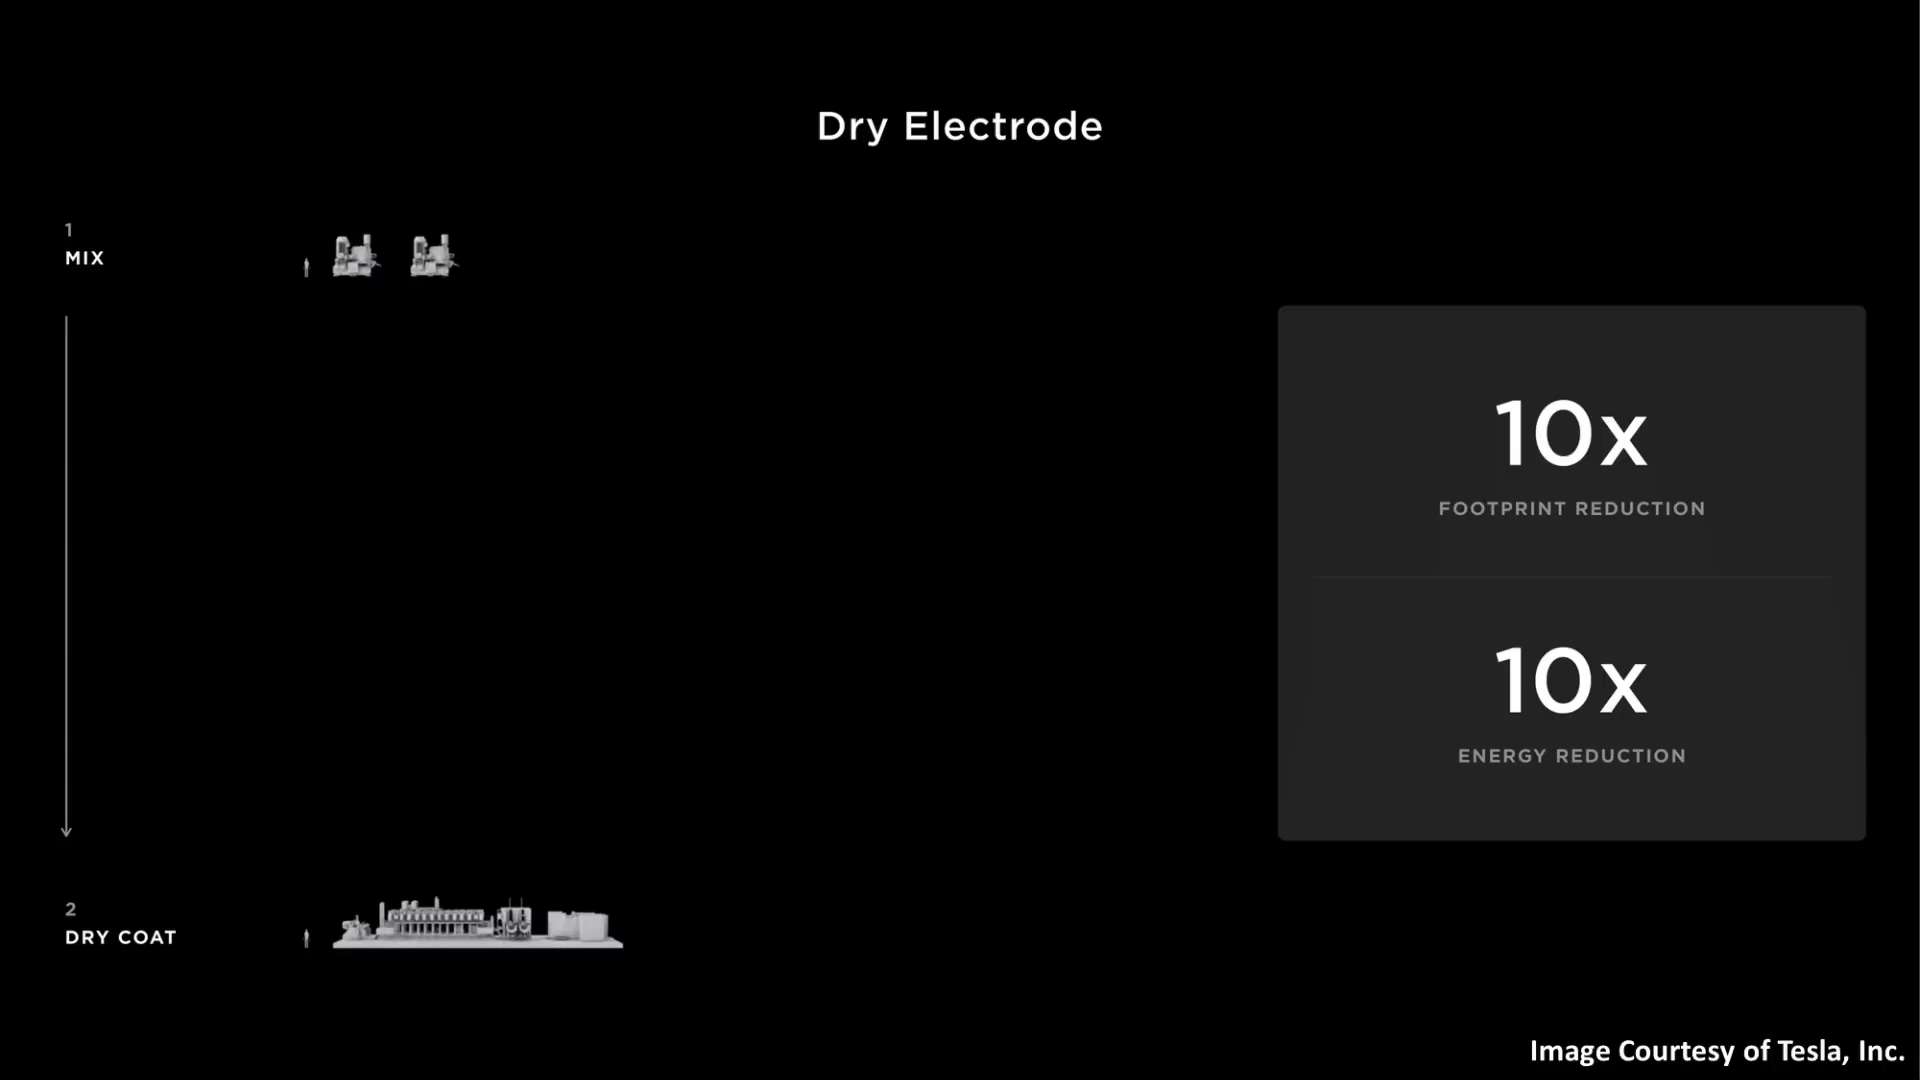 Dry Electrode
1
MIX
10x
FOOTPRINT REDUCTION
10x
ENERGY REDUCTION
2
DRY COAT
Image Courtesy of Tesla, Inc.